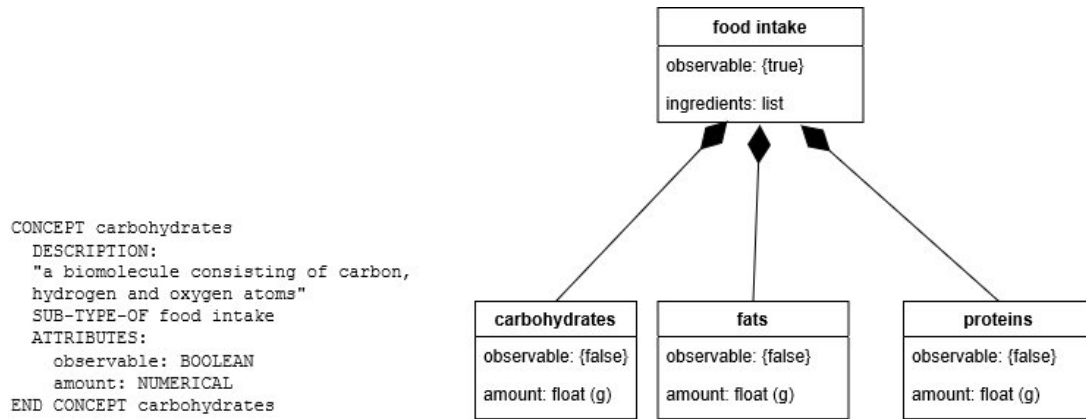 CONCEPT carbohydrates
DESCRIPTION:
"a biomolecule consisting of carbon,
hydrogen and oxygen atoms"
SUB-TYPE-OF food intake
ATTRIBUTES:
observable: BOOLEAN
amount: NUMERICAL
END CONCEPT carbohydrates
food intake
observable: {true}
ingredients: list
carbohydrates
observable: {false}
amount: float (g)
fats
observable: {false}
amount: float (g)
proteins
observable: {false}
amount: float (g)